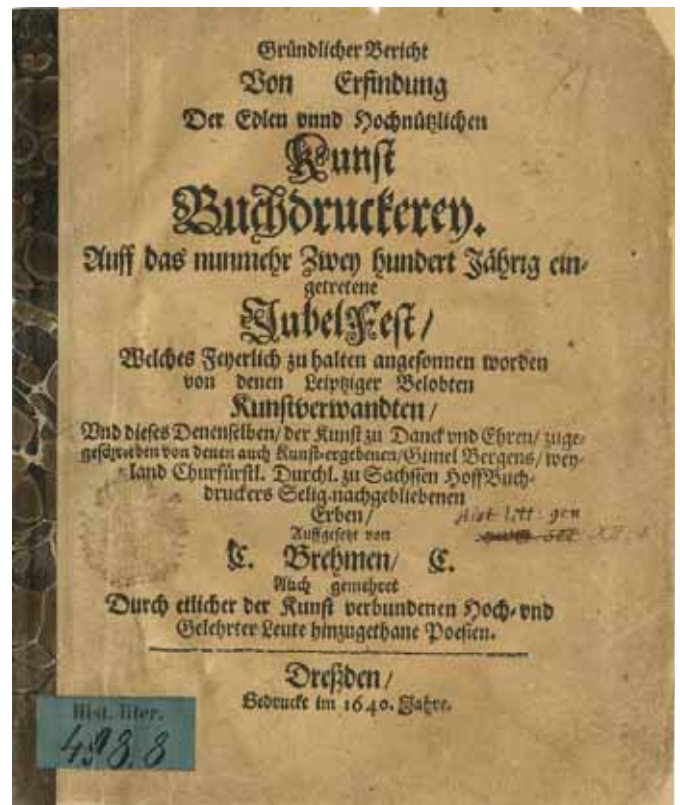 Gründlicher Bericht
Von Erfindung
Der Edlen vnnd Hochnützlichen
Kunst
Buchdruckerey.
Auff das nunmehr Zwey hundert Jährig ein-
getretene
JubelFest/
Welches Feyerlich zu halten angesonnen worden
von denen Leiptziger Belobten
Kunstverwandten/
Vnd dieses Denenselben/ der Kunst zu Danck vnd Ehren/ zuge-
geschrieben von denen auch Kunst-ergebenen/ Gimel Bergens/ wey-
land Churfürstl. Durchl. zu Sachssen HoffBuch-
druckers Selig. nachgebliebenen
Erben/
Hist. litt. gen
Auffgesetzt von
C. Brehmen/ C.
Auch gemehret
Durch etlicher der Kunst verbundenen Hoch- vnd
Gelehrter Leute hinzugethane Poesien.
Dreßden/
Gedruckt im 1640. Jahre.
Hist. liter.